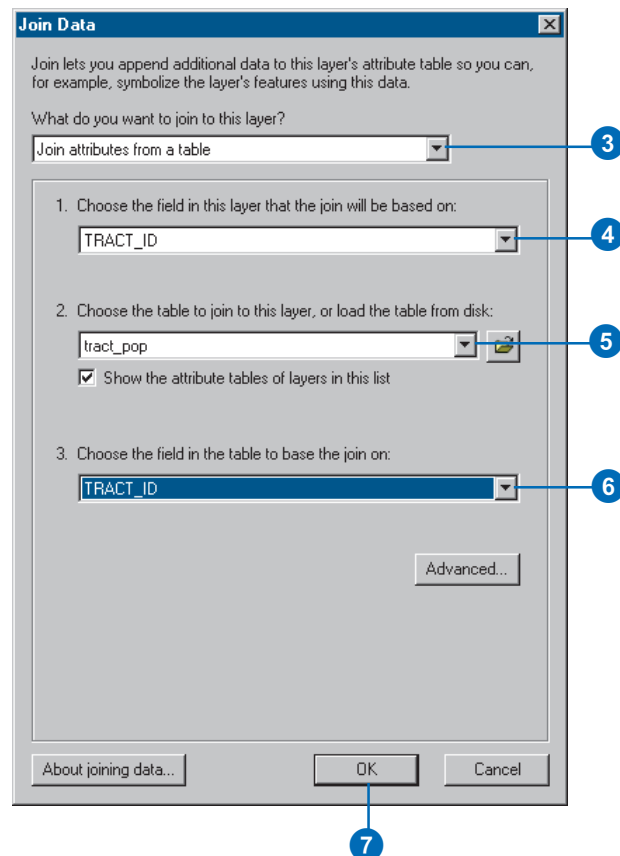 Join Data
Join lets you append additional data to this layer's attribute table so you can,
for example, symbolize the layer's features using this data.
What do you want to join to this layer?
Join attributes from a table
3
1. Choose the field in this layer that the join will be based on:
TRACT_ID
4
2. Choose the table to join to this layer, or load the table from disk:
tract_pop
5
Show the attribute tables of layers in this list
3. Choose the field in the table to base the join on:
TRACT_ID
6
Advanced...
About joining data...
OK
Cancel
7